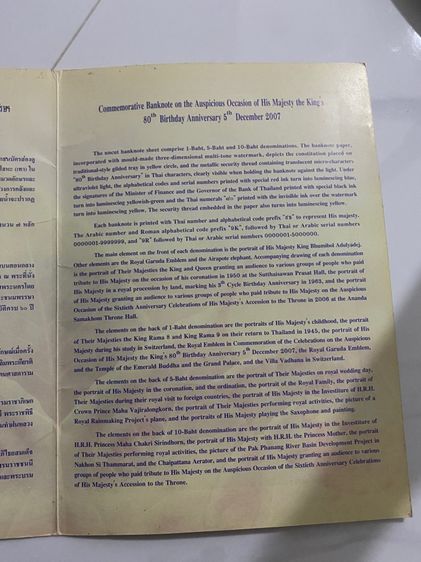 Commemorative Banknote on the Auspicious Occasion of His Majesty the King's
80th Birthday Anniversary 5th December 2007
The uncut banknote sheet comprise 1-Baht, 5-Baht and 10-Baht denominations. The banknote paper,
incorporated with mould-made three-dimensional multi-tone watermark, depicts the constitution placed on
traditional-style gilded tray in yellow circle, and the metallic security thread containing translucent micro-characters
"80th Birthday Anniversary" in Thai characters, clearly visible when holding the banknote against the light. Under
ultraviolet light, the alphabetical codes and serial numbers printed with special red ink turn into luminescing blue,
the signatures of the Minister of Finance and the Governor of the Bank of Thailand printed with special black ink
turn into luminescing yellowish-green and the Thai numerals "๘๐" printed with the invisible ink over the watermark
turn into luminescing yellow. The security thread embedded in the paper also turns into luminescing yellow.
Each banknote is printed with Thai number and alphabetical code prefix to represent His majesty.
The Arabic number and Roman alphabetical code prefix "9K", followed by Thai or Arabic serial numbers
0000001-9999999, and "9R" followed by Thai or Arabic serial numbers 0000001-5000000.
The main element on the front of each denomination is the portrait of His Majesty King Bhumibol Adulyadej.
Other elements are the Royal Garuda Emblem and the Airapote elephant. Accompanying drawing of each denomination
is the portrait of Their Majesties the King and Queen granting an audience to various groups of people who paid
tribute to His Majesty on the occasion of his coronation in 1950 at the Sutthaisawan Prasat Hall, the portrait of
His Majesty in a royal procession by land, marking his 3rd Cycle Birthday Anniversary in 1963, and the portrait
of His Majesty granting an audience to various groups of people who paid tribute to His Majesty on the Auspicious
Occasion of the Sixtieth Anniversary Celebrations of His Majesty's Accession to the Throne in 2006 at the Ananda
Samakhom Throne Hall.
The elements on the back of 1-Baht denomination are the portraits of His Majesty's childhood, the portrait
of Their Majesties the King Rama 8 and King Rama 9 on their return to Thailand in 1945, the portrait of His
Majesty during his study in Switzerland, the Royal Emblem in Commemoration of the Celebrations on the Auspicious
Occasion of His Majesty the King's 80th Birthday Anniversary 5th December 2007, the Royal Garuda Emblem,
and the Temple of the Emerald Buddha and the Grand Palace, and the Villa Vadhana in Switzerland.
The elements on the back of 5-Baht denomination are the portrait of Their Majesties on royal wedding day,
the portrait of His Majesty in the coronation, and the ordination, the portrait of the Royal Family, the portrait of
Their Majesties during their royal visit to foreign countries, the portrait of His Majesty in the Investiture of H.R.H.
Crown Prince Maha Vajiralongkorn, the portrait of Their Majesties performing royal activities, the picture of a
Royal Rainmaking Project's plane, and the portraits of His Majesty playing the Saxophone and painting.
The elements on the back of 10-Baht denomination are the portrait of His Majesty in the Investiture of
H.R.H. Princess Maha Chakri Sirindhorn, the portrait of His Majesty with H.R.H. the Princess Mother, the portrait
of Their Majesties performing royal activities, the picture of the Pak Phanang River Basin Development Project in
Nakhon Si Thammarat, and the Chaipattana Aerator, and the portrait of His Majesty granting an audience to various
groups of people who paid tribute to His Majesty on the Auspicious Occasion of the Sixtieth Anniversary Celebrations
of His Majesty's Accession to the Throne.